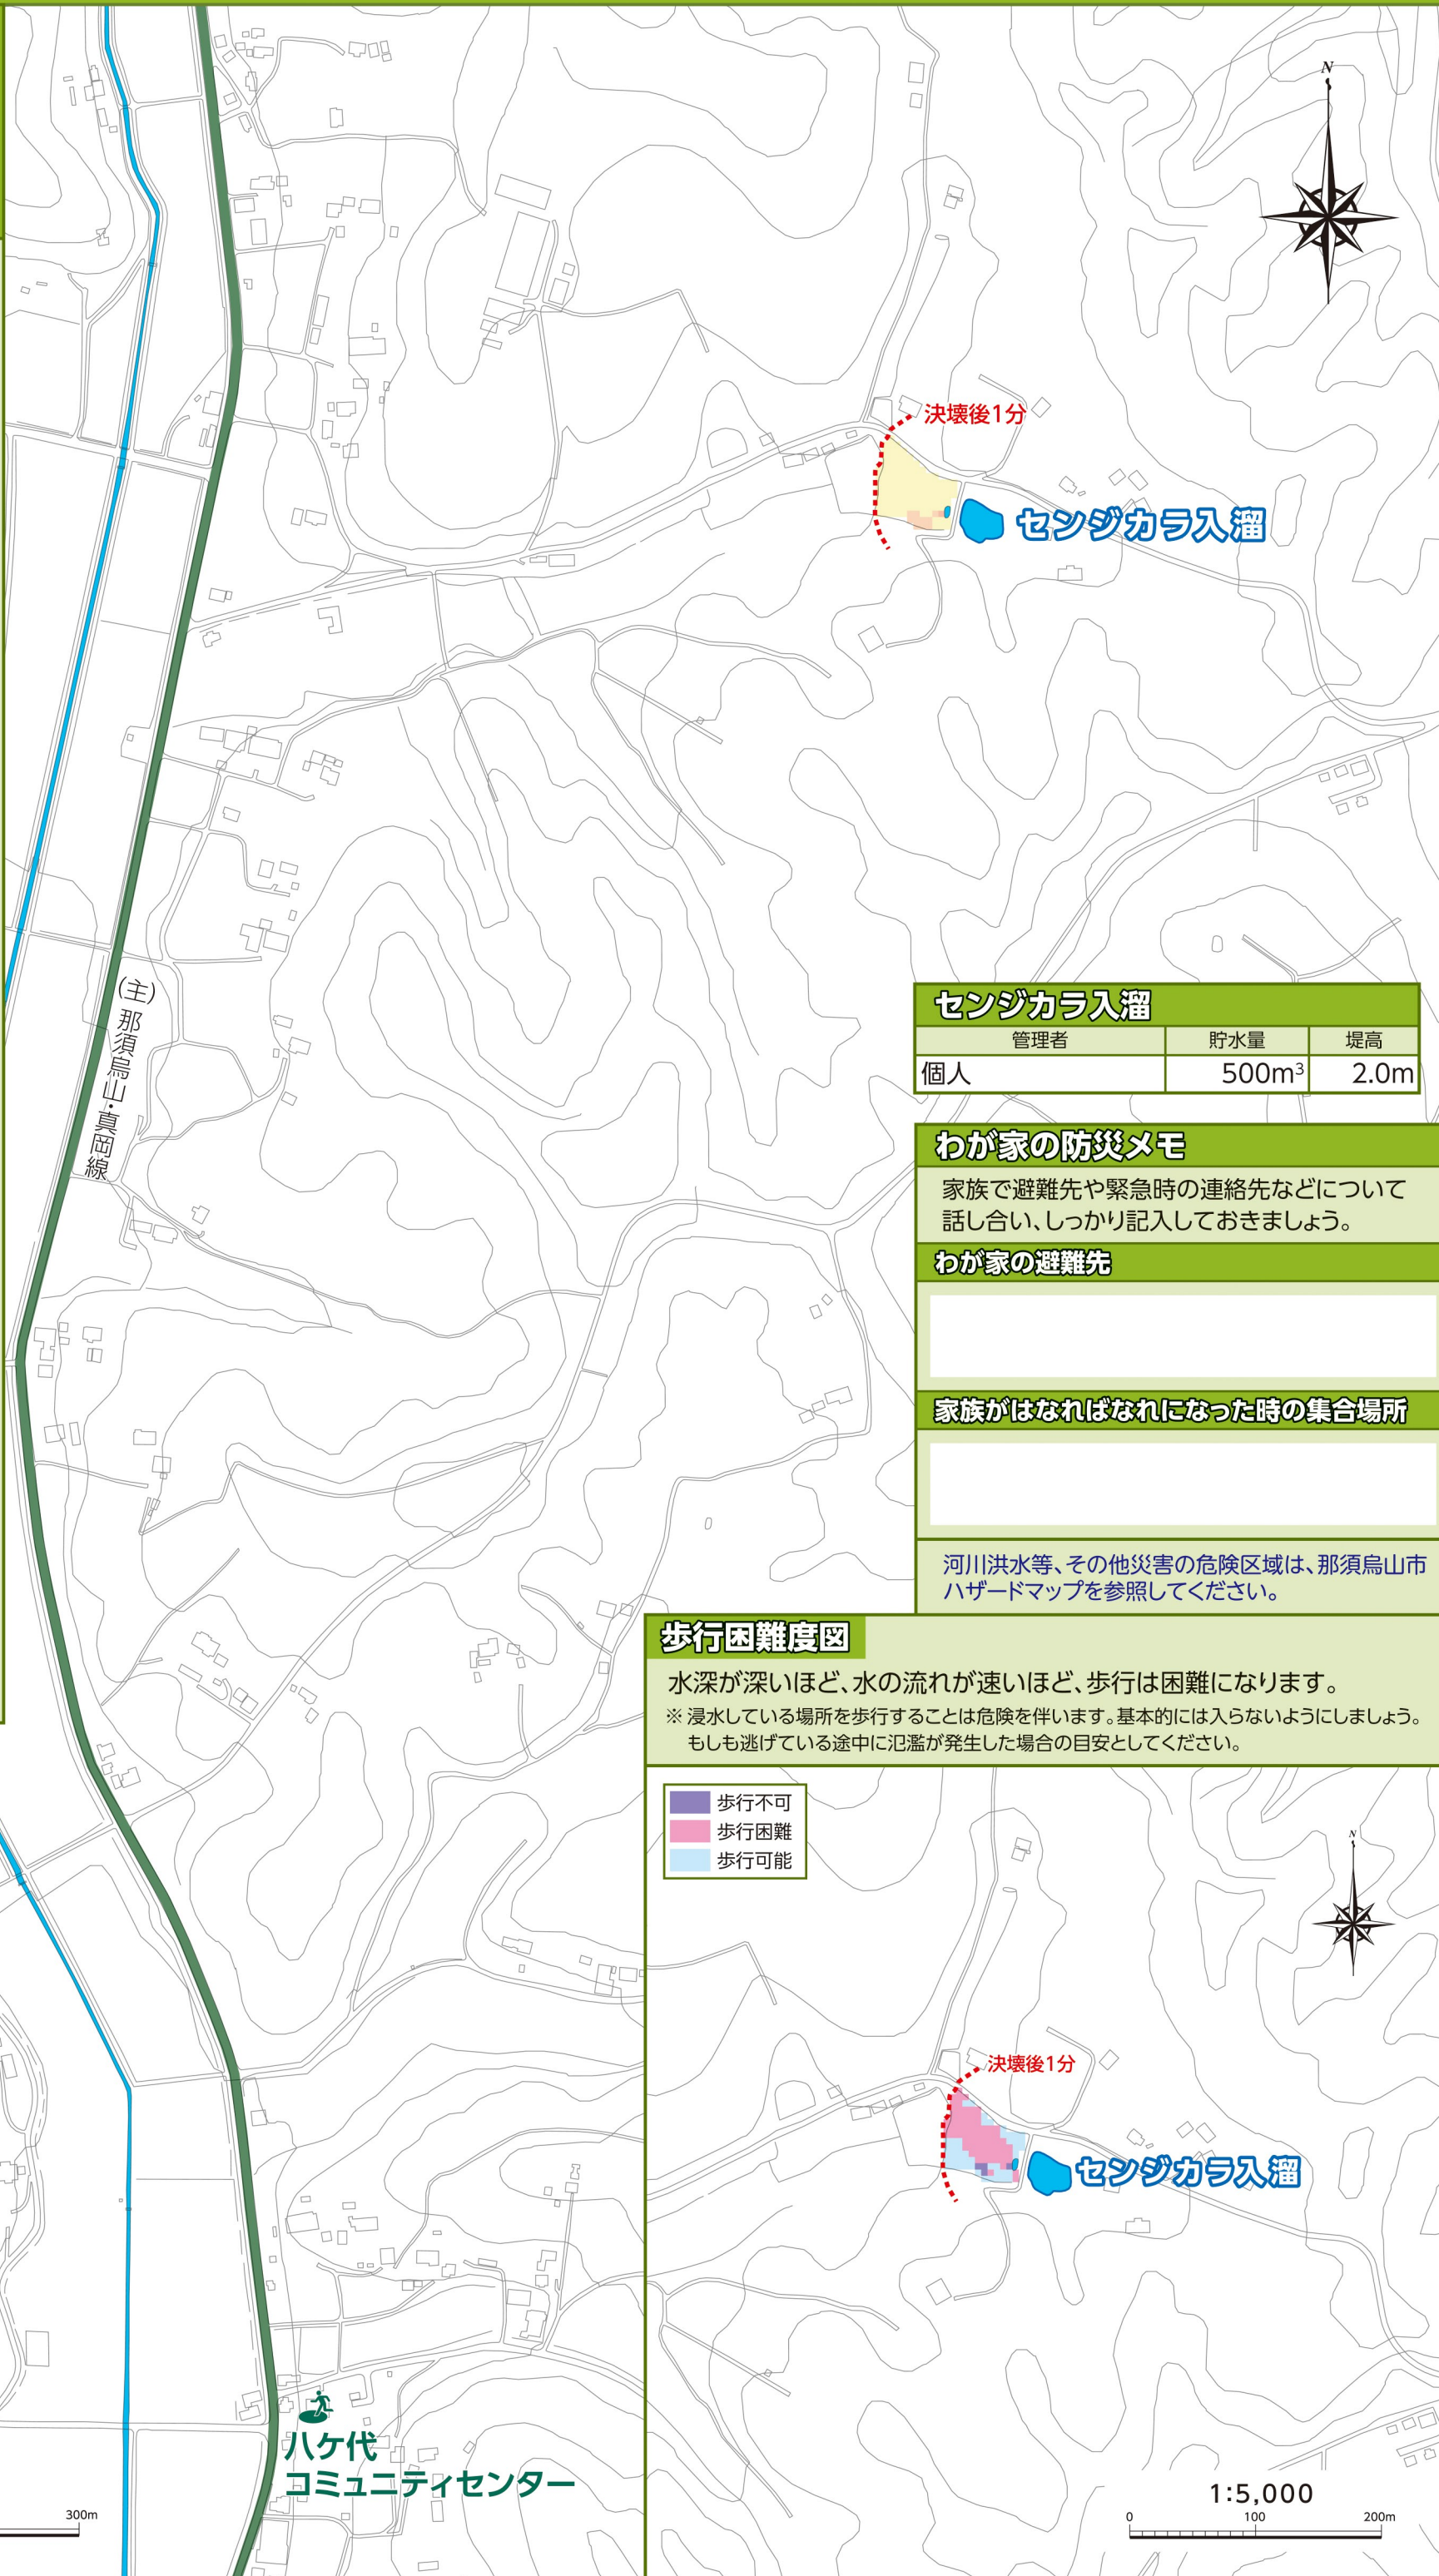 N
決壊後1分
センジカラ入溜
(主)那須烏山・真岡線
センジカラ入溜
管理者 貯水量 堤高
個人 500m³ 2.0m
わが家の防災メモ
家族で避難先や緊急時の連絡先などについて
話し合い、しっかり記入しておきましょう。
わが家の避難先
家族がはなればなれになった時の集合場所
河川洪水等、その他災害の危険区域は、那須烏山市
ハザードマップを参照してください。
歩行困難度図
水深が深いほど、水の流れが速いほど、歩行は困難になります。
※浸水している場所を歩行することは危険を伴います。基本的には入らないようにしましょう。
もしも逃げている途中に氾濫が発生した場合の目安としてください。
歩行不可
歩行困難
歩行可能
N
決壊後1分
センジカラ入溜
八ケ代
コミュニティセンター
300m
1:5,000
0 100 200m